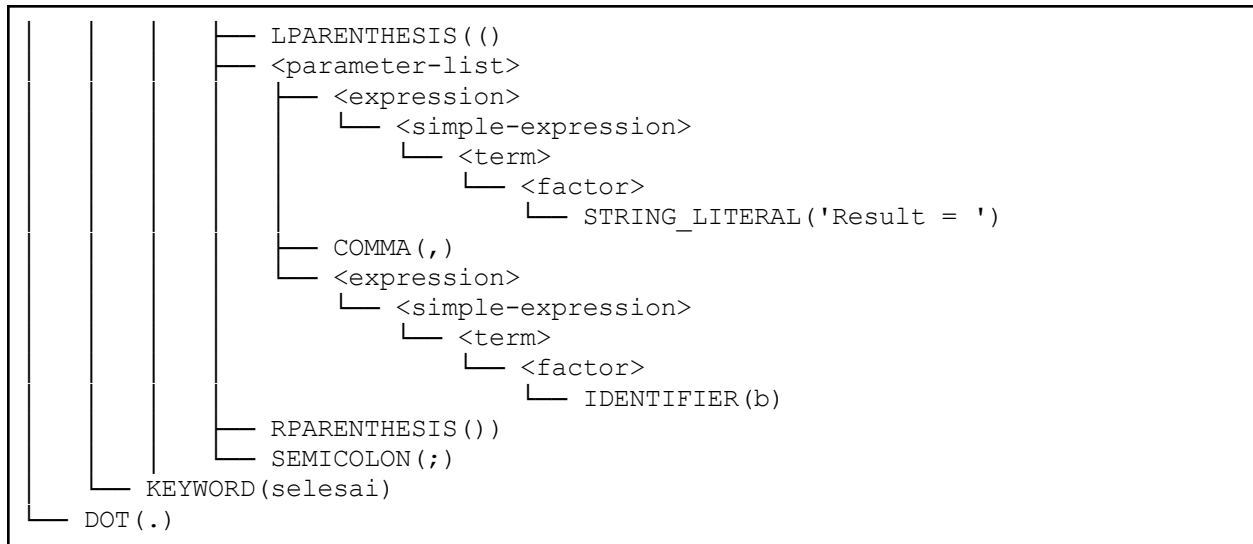 │   │   │   ├── LPARENTHESIS(()
│   │   │   ├── <parameter-list>
│   │   │   │   ├── <expression>
│   │   │   │   │   └── <simple-expression>
│   │   │   │   │       └── <term>
│   │   │   │   │           └── <factor>
│   │   │   │   │               └── STRING_LITERAL('Result = ')
│   │   │   │   ├── COMMA(,)
│   │   │   │   └── <expression>
│   │   │   │       └── <simple-expression>
│   │   │   │           └── <term>
│   │   │   │               └── <factor>
│   │   │   │                   └── IDENTIFIER(b)
│   │   │   ├── RPARENTHESIS())
│   │   │   └── SEMICOLON(;)
│   └── KEYWORD(selesai)
└── DOT(.)